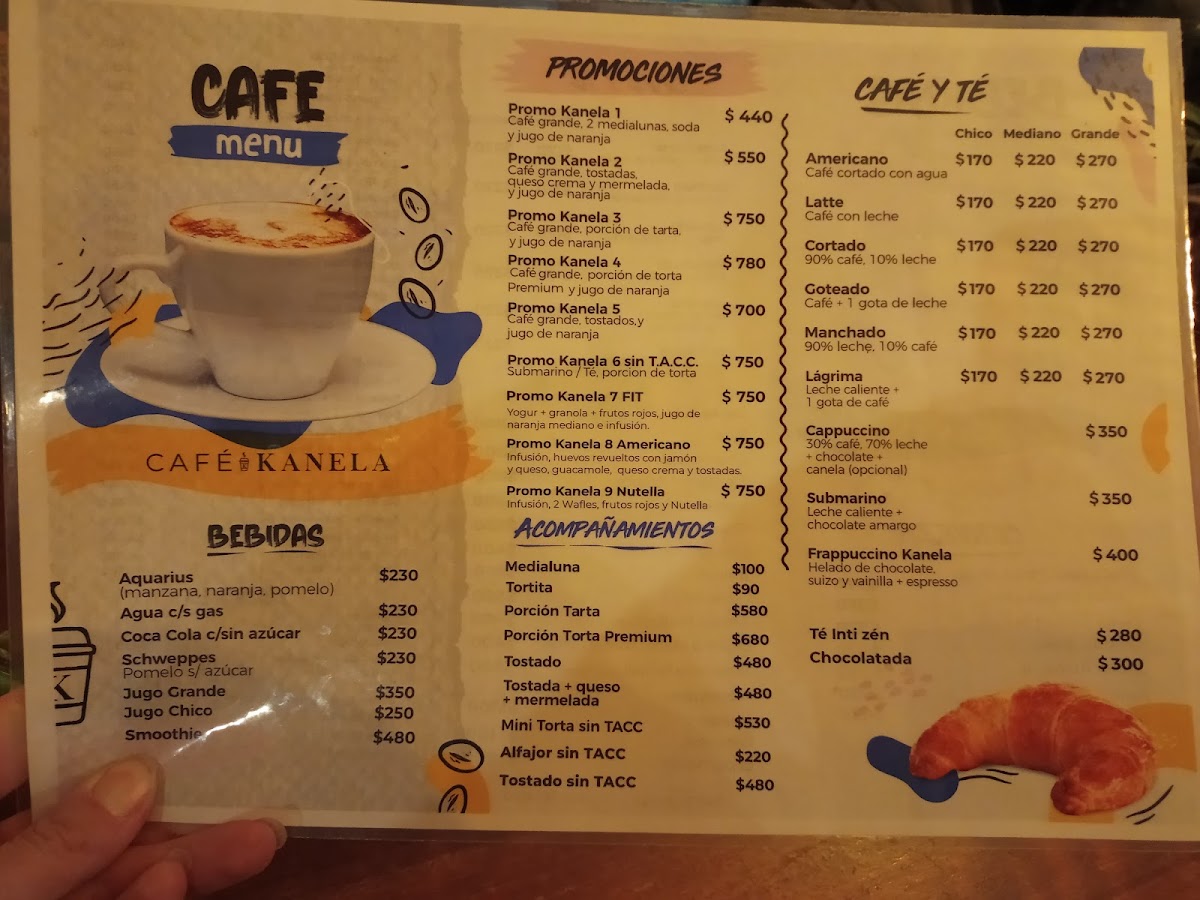 CAFE
menu
CAFÉ KANELA
BEBIDAS
Aquarius $230
(manzana, naranja, pomelo)
Agua c/s gas $230
Coca Cola c/sin azúcar $230
Schweppes $230
Pomelo s/ azúcar
Jugo Grande $350
Jugo Chico $250
Smoothie $480
K
PROMOCIONES
Promo Kanela 1 $ 440
Café grande, 2 medialunas, soda
y jugo de naranja
Promo Kanela 2 $ 550
Café grande, tostadas,
queso crema y mermelada,
y jugo de naranja
Promo Kanela 3 $ 750
Café grande, porción de tarta,
y jugo de naranja
Promo Kanela 4 $ 780
Café grande, porción de torta
Premium y jugo de naranja
Promo Kanela 5 $ 700
Café grande, tostados,y
jugo de naranja
Promo Kanela 6 sin T.A.C.C. $ 750
Submarino / Té, porcion de torta
Promo Kanela 7 FIT $ 750
Yogur + granola + frutos rojos, jugo de
naranja mediano e infusión.
Promo Kanela 8 Americano $ 750
Infusión, huevos revueltos con jamón
y queso, guacamole, queso crema y tostadas.
Promo Kanela 9 Nutella $ 750
Infusión, 2 Wafles, frutos rojos y Nutella
ACOMPAÑAMIENTOS
Medialuna $100
Tortita $90
Porción Tarta $580
Porción Torta Premium $680
Tostado $480
Tostada + queso $480
+ mermelada
Mini Torta sin TACC $530
Alfajor sin TACC $220
Tostado sin TACC $480
CAFÉ Y TÉ
Chico Mediano Grande
Americano $170 $220 $270
Café cortado con agua
Latte $170 $220 $270
Café con leche
Cortado $170 $220 $270
90% café, 10% leche
Goteado $170 $220 $270
Café + 1 gota de leche
Manchado $170 $220 $270
90% leche, 10% café
Lágrima $170 $220 $270
Leche caliente +
1 gota de café
Cappuccino $350
30% café, 70% leche
+ chocolate +
canela (opcional)
Submarino $350
Leche caliente +
chocolate amargo
Frappuccino Kanela $400
Helado de chocolate,
suizo y vainilla + espresso
Té Inti zén $280
Chocolatada $300